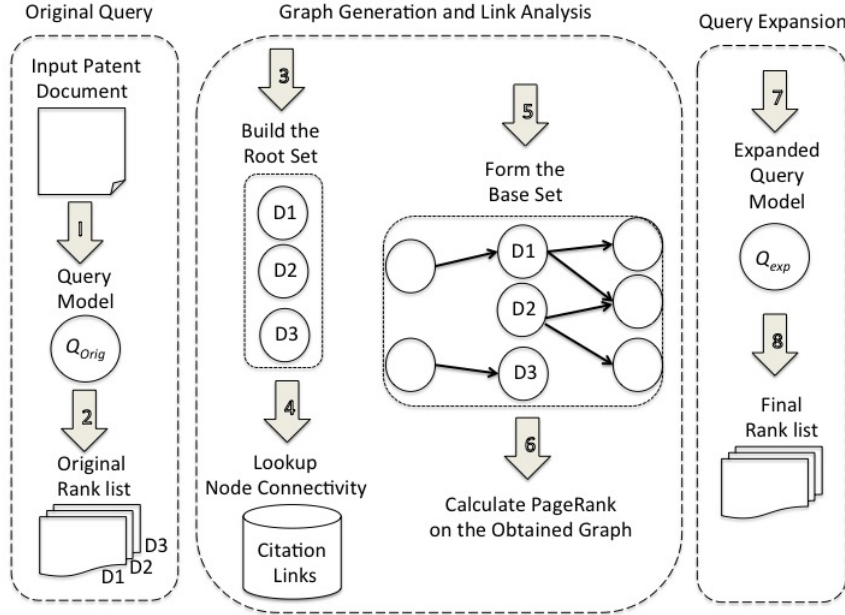 Original Query
Input Patent
Document
1
Query
Model
Q_Orig
2
Original
Rank list
D1
D2
D3
Graph Generation and Link Analysis
3
Build the
Root Set
D1
D2
D3
4
Lookup
Node Connectivity
Citation
Links
5
Form the
Base Set
D1
D2
D3
6
Calculate PageRank
on the Obtained Graph
Query Expansion
7
Expanded
Query
Model
Q_exp
8
Final
Rank list